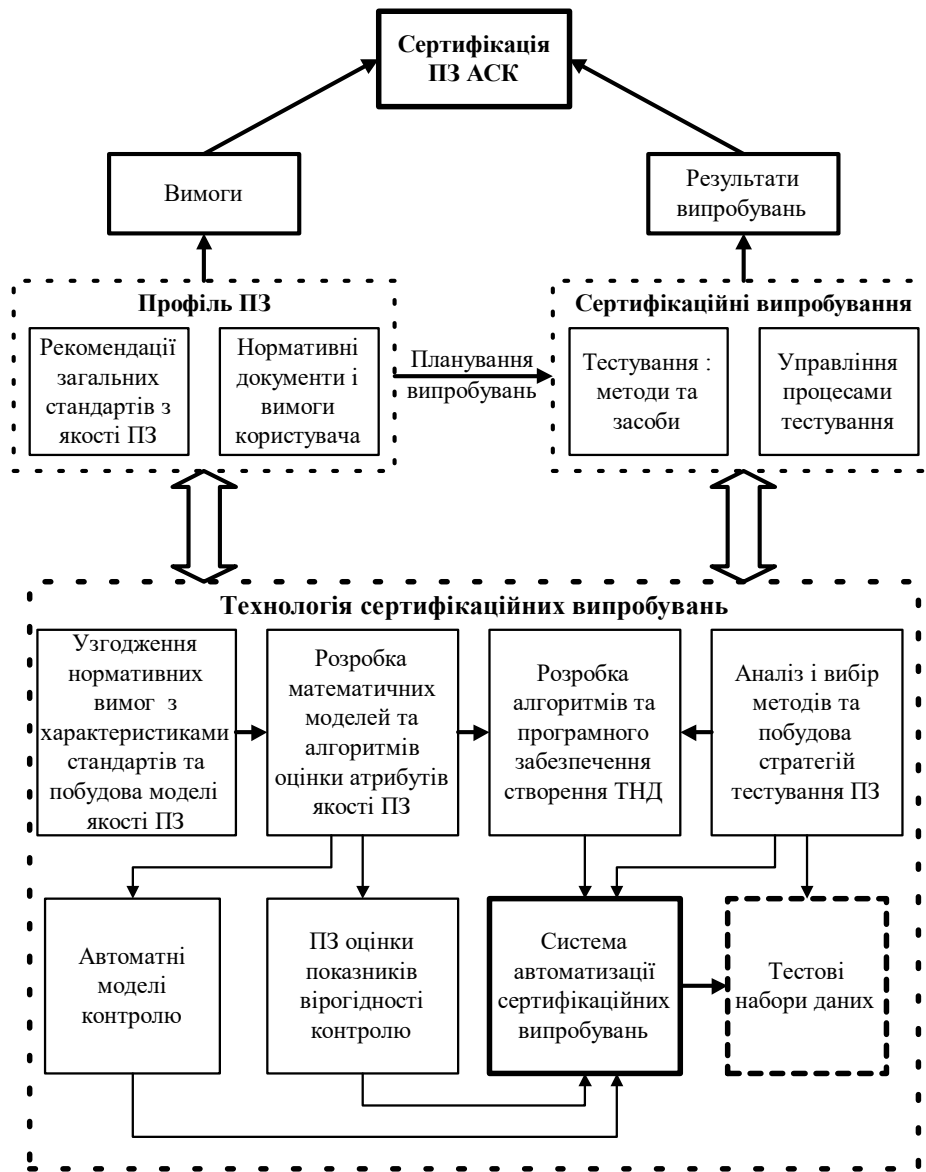 Сертифікація
ПЗ АСК
Вимоги
Результати
випробувань
Профіль ПЗ
Рекомендації
загальних
стандартів з
якості ПЗ
Нормативні
документи і
вимоги
користувача
Планування
випробувань
Сертифікаційні випробування
Тестування :
методи та
засоби
Управління
процесами
тестування
Технологія сертифікаційних випробувань
Узгодження
нормативних
вимог з
характеристиками
стандартів та
побудова моделі
якості ПЗ
Розробка
математичних
моделей та
алгоритмів
оцінки атрибутів
якості ПЗ
Розробка
алгоритмів та
програмного
забезпечення
створення ТНД
Аналіз і вибір
методів та
побудова
стратегій
тестування ПЗ
Автоматні
моделі
контролю
ПЗ оцінки
показників
вірогідності
контролю
Система
автоматизації
сертифікаційних
випробувань
Тестові
набори даних